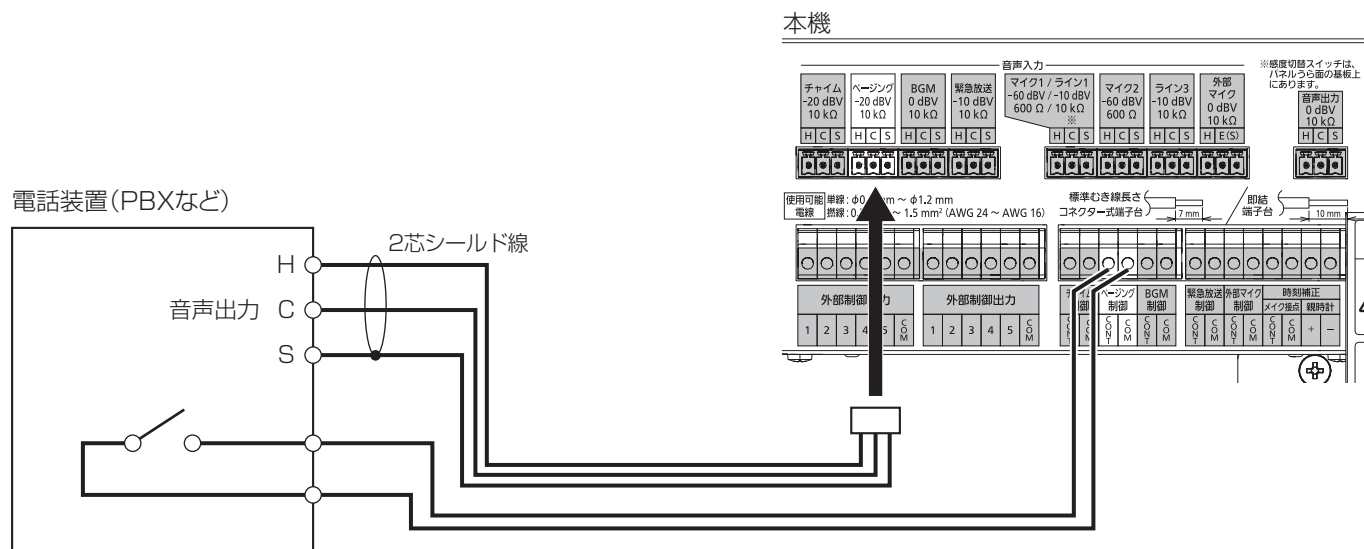 本機
音声入力
※感度切替スイッチは、
パネルうら面の基板上
にあります。
チャイム
-20 dBV
10 kΩ
H C S
ページング
-20 dBV
10 kΩ
H C S
BGM
0 dBV
10 kΩ
H C S
緊急放送
-10 dBV
10 kΩ
H C S
マイク1 / ライン1
-60 dBV / -10 dBV
600 Ω / 10 kΩ
※
H C S
マイク2
-60 dBV
600 Ω
H C S
ライン3
-10 dBV
10 kΩ
H C S
外部
マイク
0 dBV
10 kΩ
H E(S)
音声出力
0 dBV
10 kΩ
H C S
使用可能
電線
単線:φ0 mm ~ φ1.2 mm
撚線:0. ~ 1.5 mm² (AWG 24 ~ AWG 16)
標準むき線長さ
コネクター式端子台
7 mm
即結
端子台
10 mm
外部制御 力
1 2 3 4 5 COM
外部制御出力
1 2 3 4 5 COM
制御
CONT COM
ページング
制御
CONT COM
BGM
制御
CONT COM
緊急放送
制御
CONT COM
外部マイク
制御
CONT COM
時刻補正
メイク接点
CONT COM
親時計
+ −
電話装置(PBXなど)
2芯シールド線
音声出力
H
C
S